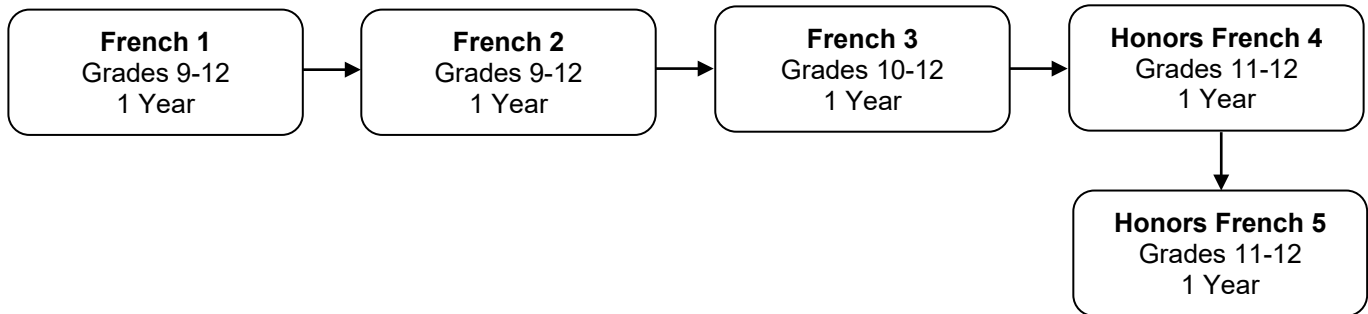 French 1
Grades 9-12
1 Year
French 2
Grades 9-12
1 Year
French 3
Grades 10-12
1 Year
Honors French 4
Grades 11-12
1 Year
Honors French 5
Grades 11-12
1 Year